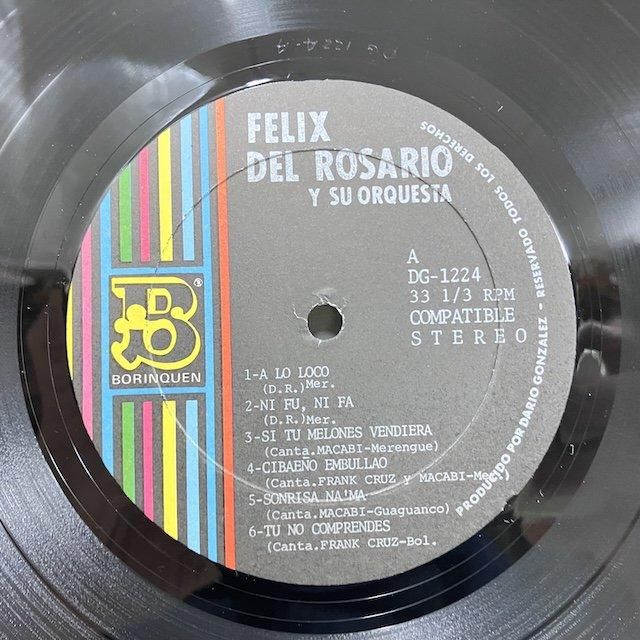 DG 1224-A
FELIX
DEL ROSARIO
Y SU ORQUESTA
A
DG-1224
33 1/3 RPM
COMPATIBLE
STEREO
B
®
BORINQUEN
1-A LO LOCO
(D.R.)Mer.
2-NI FU, NI FA
(D.R.)Mer.
3-SI TU MELONES VENDIERA
(Canta.MACABI-Merengue)
4-CIBAEÑO EMBULLAO
(Canta.FRANK CRUZ y MACABI-Mer.)
5-SONRISA NA'MA
(Canta.MACABI-Guaguanco)
6-TU NO COMPRENDES
(Canta.FRANK CRUZ-Bol.
PRODUCIDO POR DARIO GONZALEZ - RESERVADO TODOS LOS DERECHOS